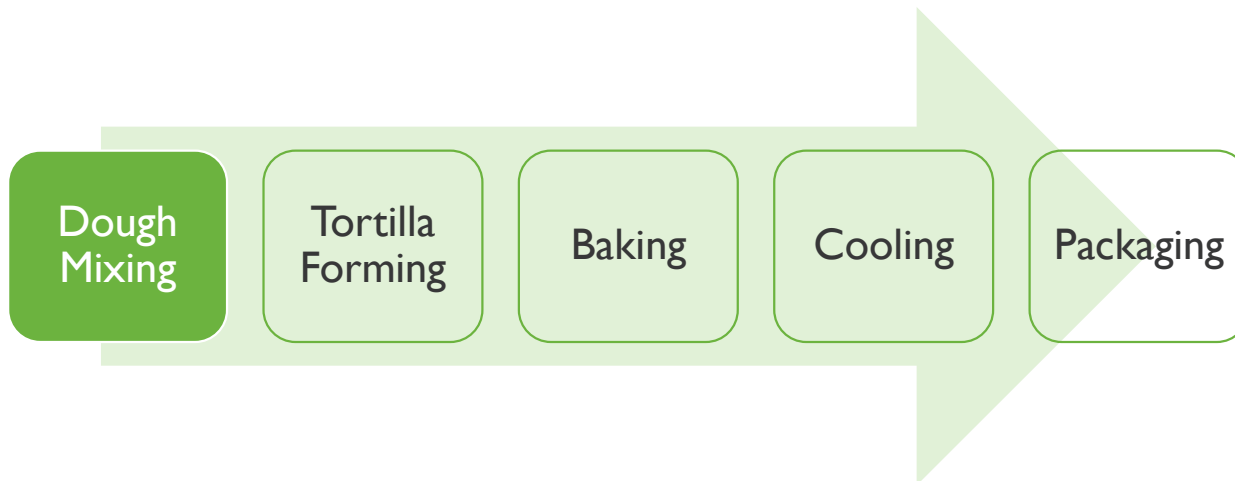 Dough
Mixing
Tortilla
Forming
Baking
Cooling
Packaging